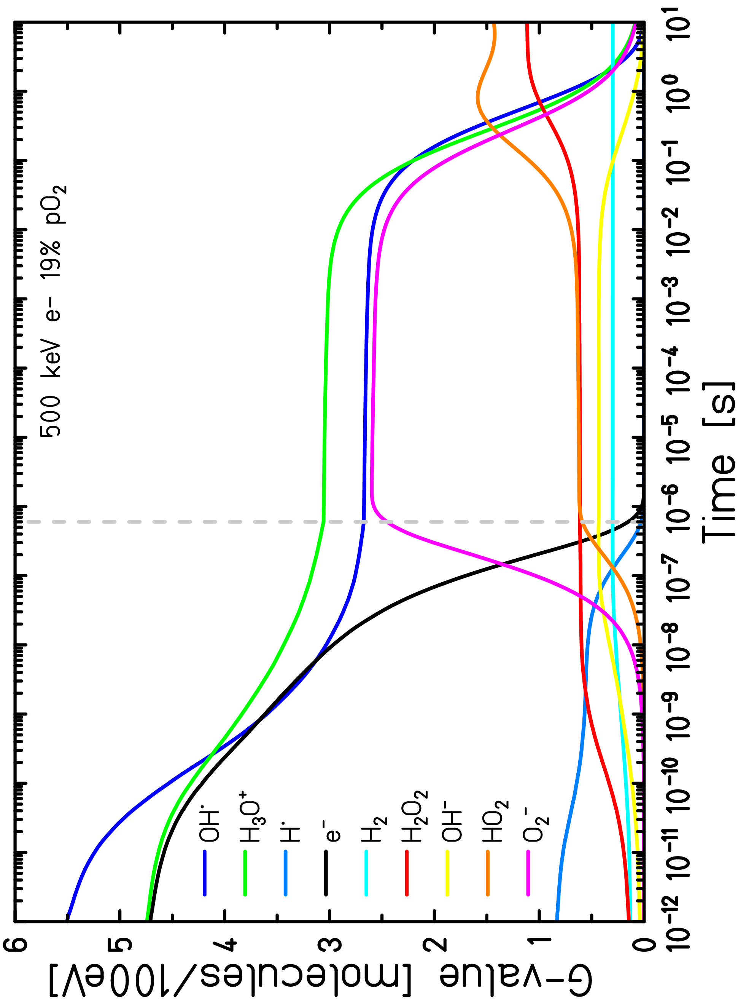 500 keV e− 19% pO₂
G−value [molecules/100eV]
6
5
4
3
2
1
0
OH˙
H₃O⁺
H˙
e⁻
H₂
H₂O₂
OH⁻
HO₂
O₂⁻
10⁻¹² 10⁻¹¹ 10⁻¹⁰ 10⁻⁹ 10⁻⁸ 10⁻⁷ 10⁻⁶ 10⁻⁵ 10⁻⁴ 10⁻³ 10⁻² 10⁻¹ 10⁰ 10¹
Time [s]